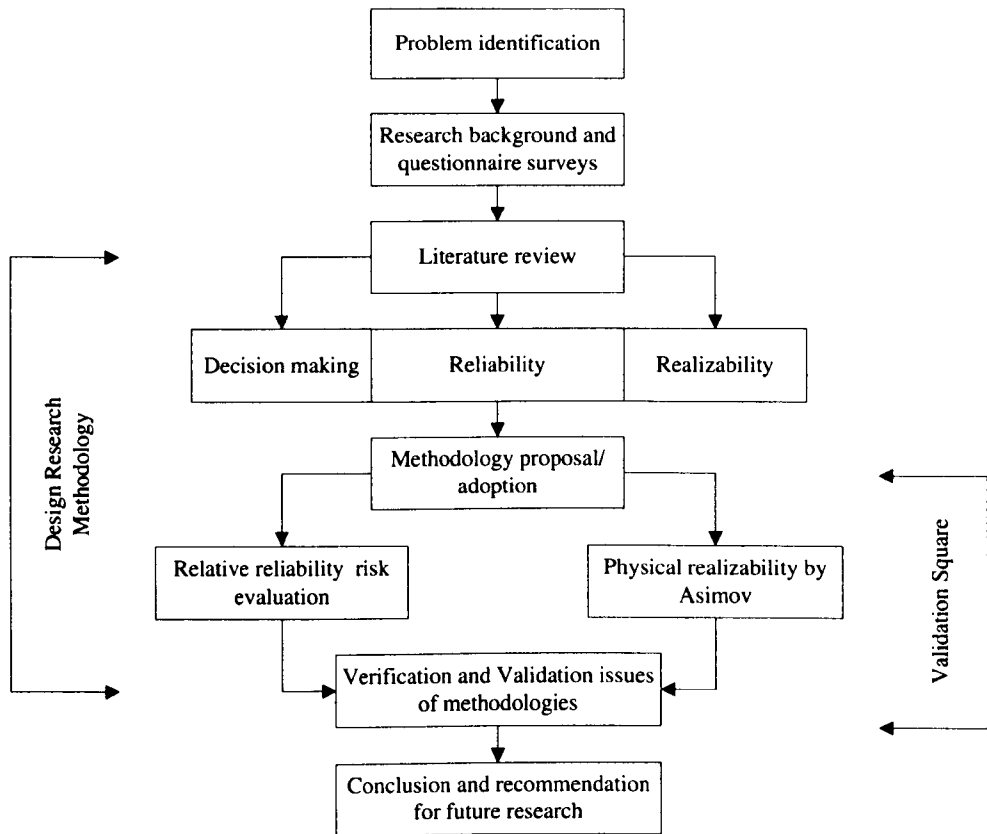 Problem identification
Research background and
questionnaire surveys
Literature review
Decision making
Reliability
Realizability
Methodology proposal/
adoption
Relative reliability risk
evaluation
Physical realizability by
Asimov
Verification and Validation issues
of methodologies
Conclusion and recommendation
for future research
Design Research
Methodology
Validation Square